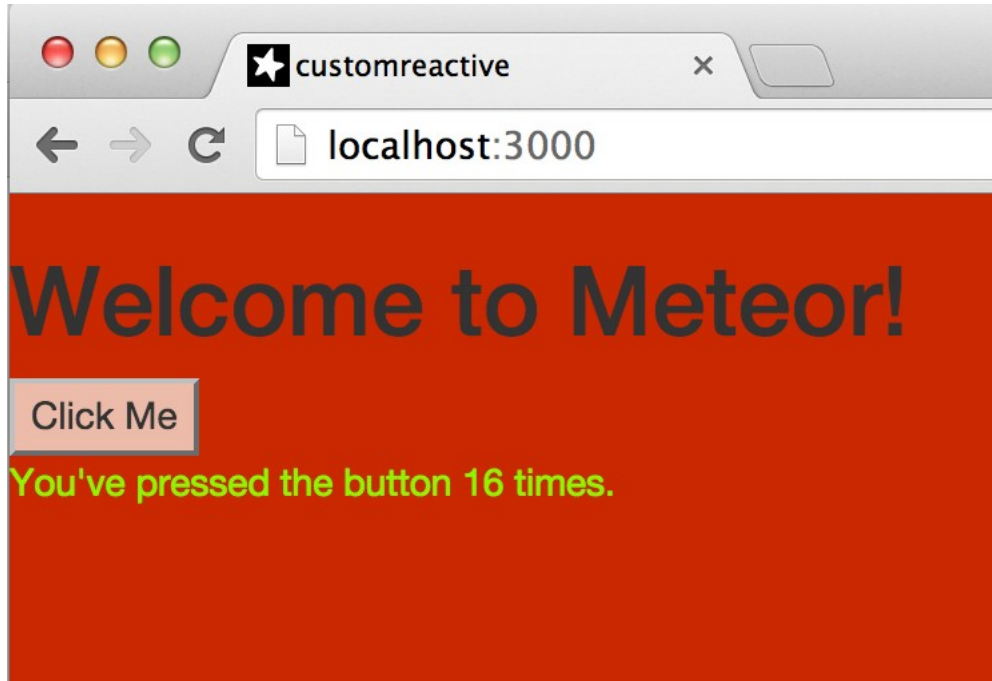 customreactive
localhost:3000
Welcome to Meteor!
Click Me
You've pressed the button 16 times.